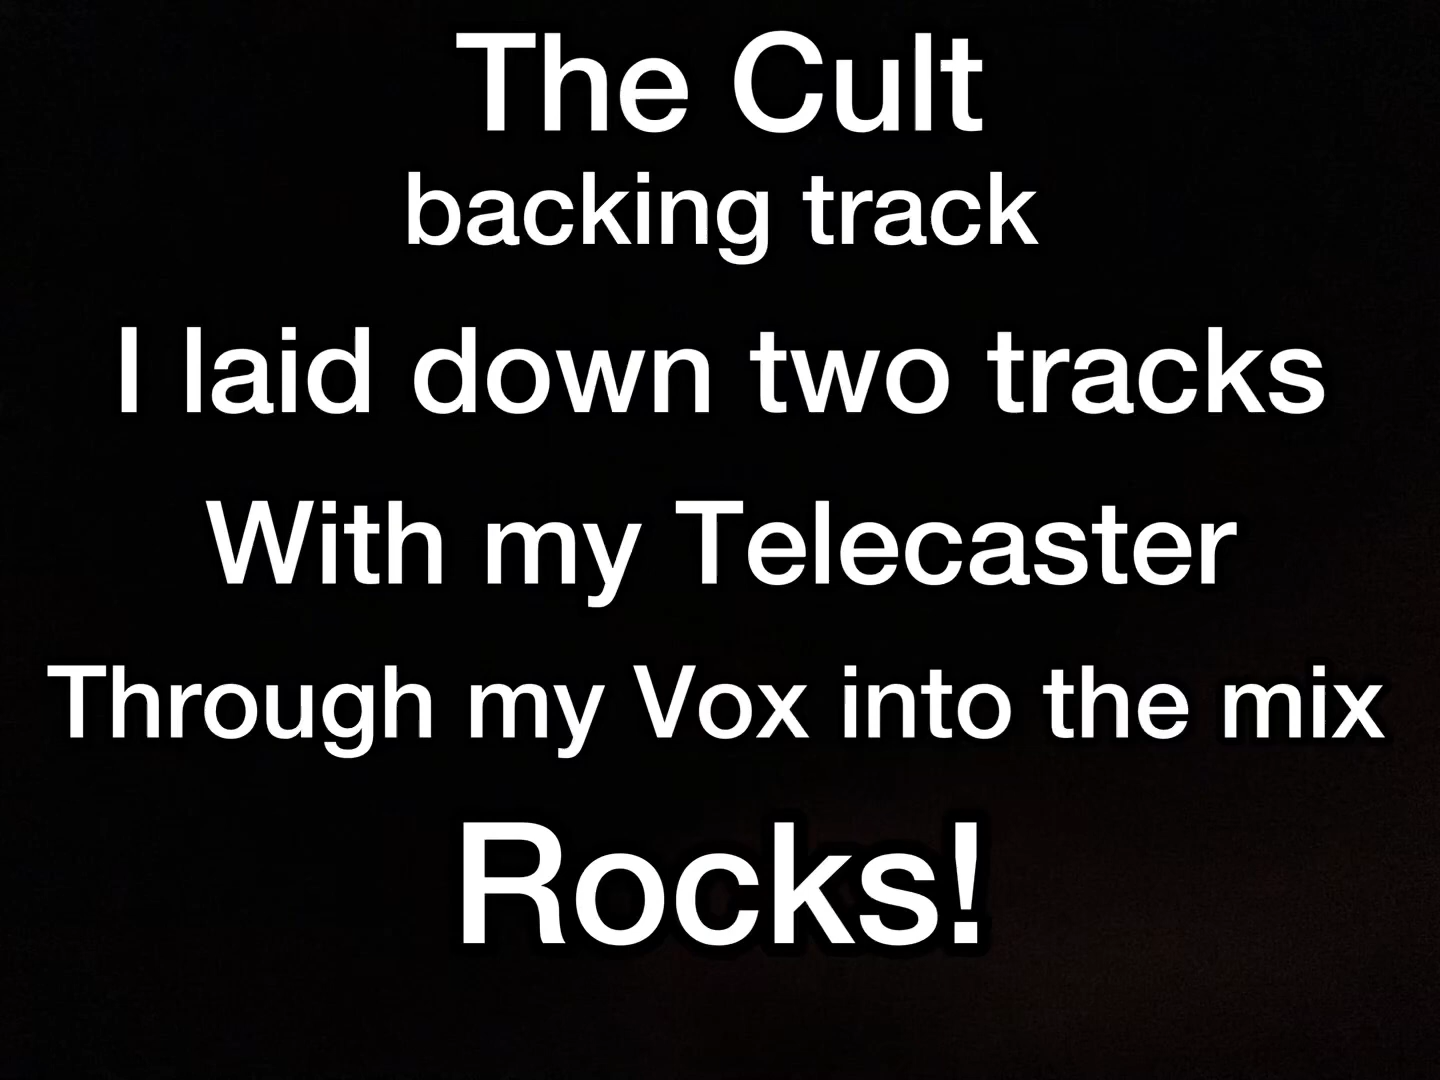 The Cult
backing track
I laid down two tracks
With my Telecaster
Through my Vox into the mix
Rocks!